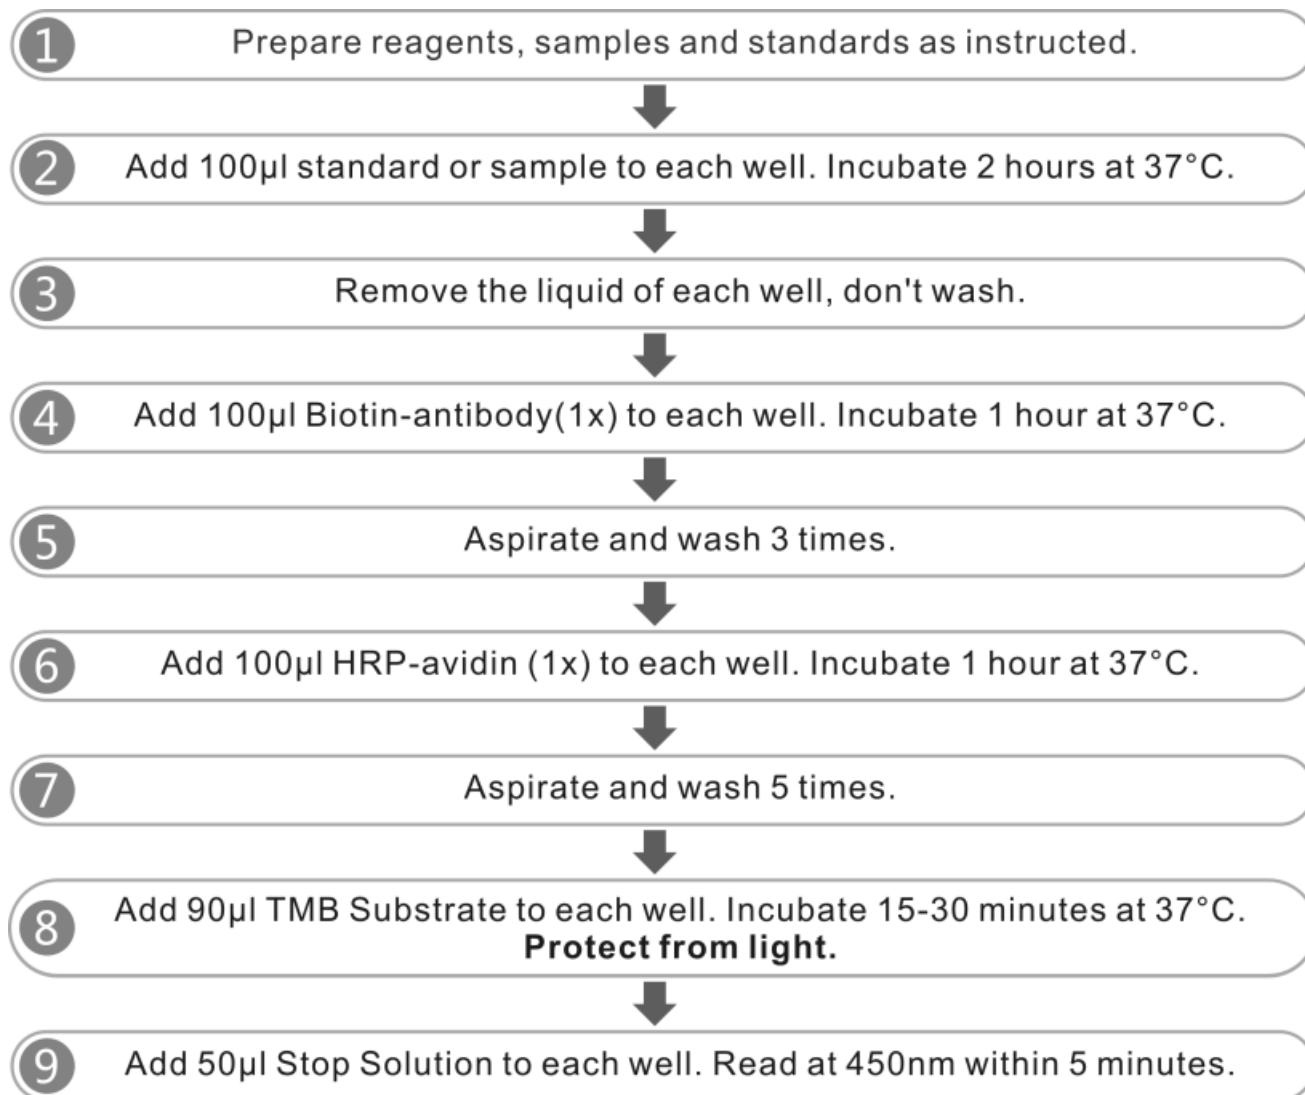 1 Prepare reagents, samples and standards as instructed.
2 Add 100µl standard or sample to each well. Incubate 2 hours at 37°C.
3 Remove the liquid of each well, don't wash.
4 Add 100µl Biotin-antibody(1x) to each well. Incubate 1 hour at 37°C.
5 Aspirate and wash 3 times.
6 Add 100µl HRP-avidin (1x) to each well. Incubate 1 hour at 37°C.
7 Aspirate and wash 5 times.
8 Add 90µl TMB Substrate to each well. Incubate 15-30 minutes at 37°C.
Protect from light.
9 Add 50µl Stop Solution to each well. Read at 450nm within 5 minutes.